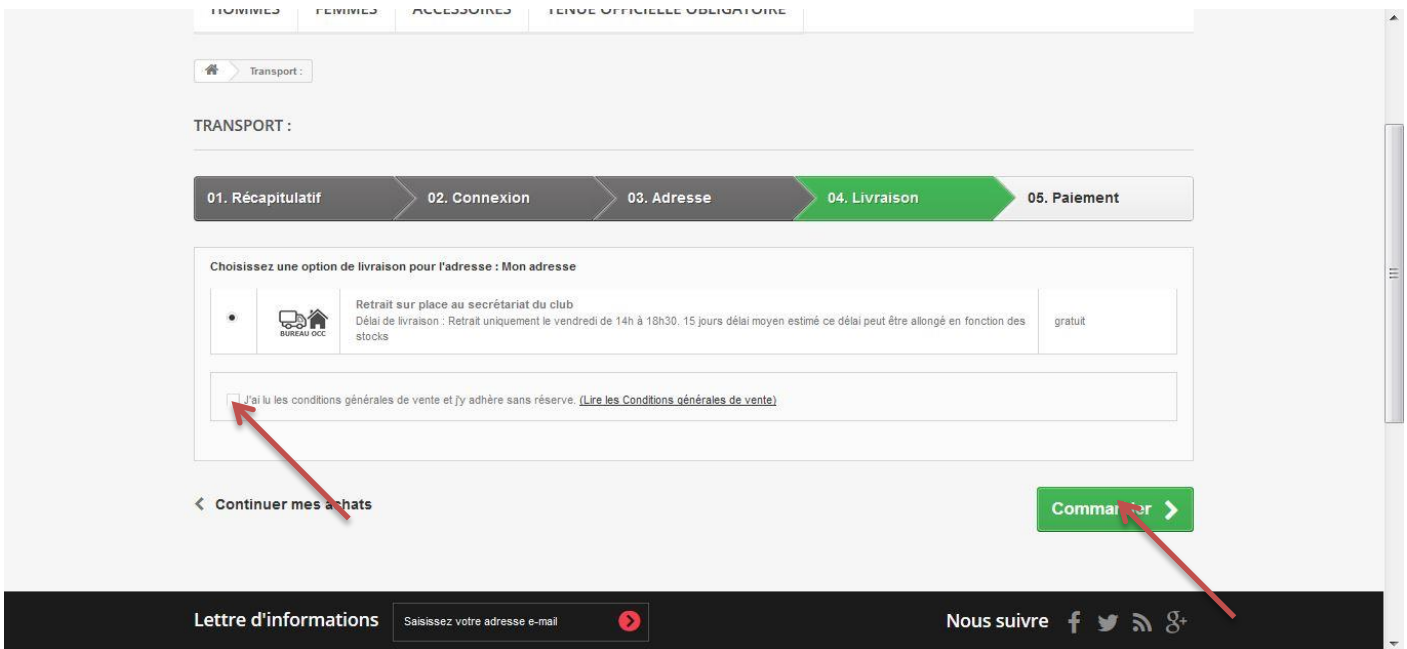 HOMMES FEMMES ACCESSOIRES TENUE OFFICIELLE OBLIGATOIRE
Transport :
TRANSPORT :
01. Récapitulatif 02. Connexion 03. Adresse 04. Livraison 05. Paiement
Choisissez une option de livraison pour l'adresse : Mon adresse
Retrait sur place au secrétariat du club
Délai de livraison : Retrait uniquement le vendredi de 14h à 18h30. 15 jours délai moyen estimé ce délai peut être allongé en fonction des
stocks
BUREAU OCC
gratuit
J'ai lu les conditions générales de vente et j'y adhère sans réserve. (Lire les Conditions générales de vente)
Continuer mes achats
Commander
Lettre d'informations Saisissez votre adresse e-mail Nous suivre